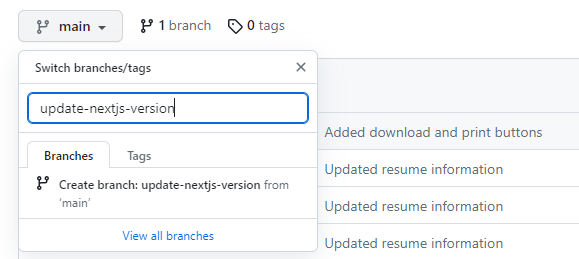 main 1 branch 0 tags
Switch branches/tags
update-nextjs-version
Branches Tags
Create branch: update-nextjs-version from
'main'
View all branches
Added download and print buttons
Updated resume information
Updated resume information
Updated resume information